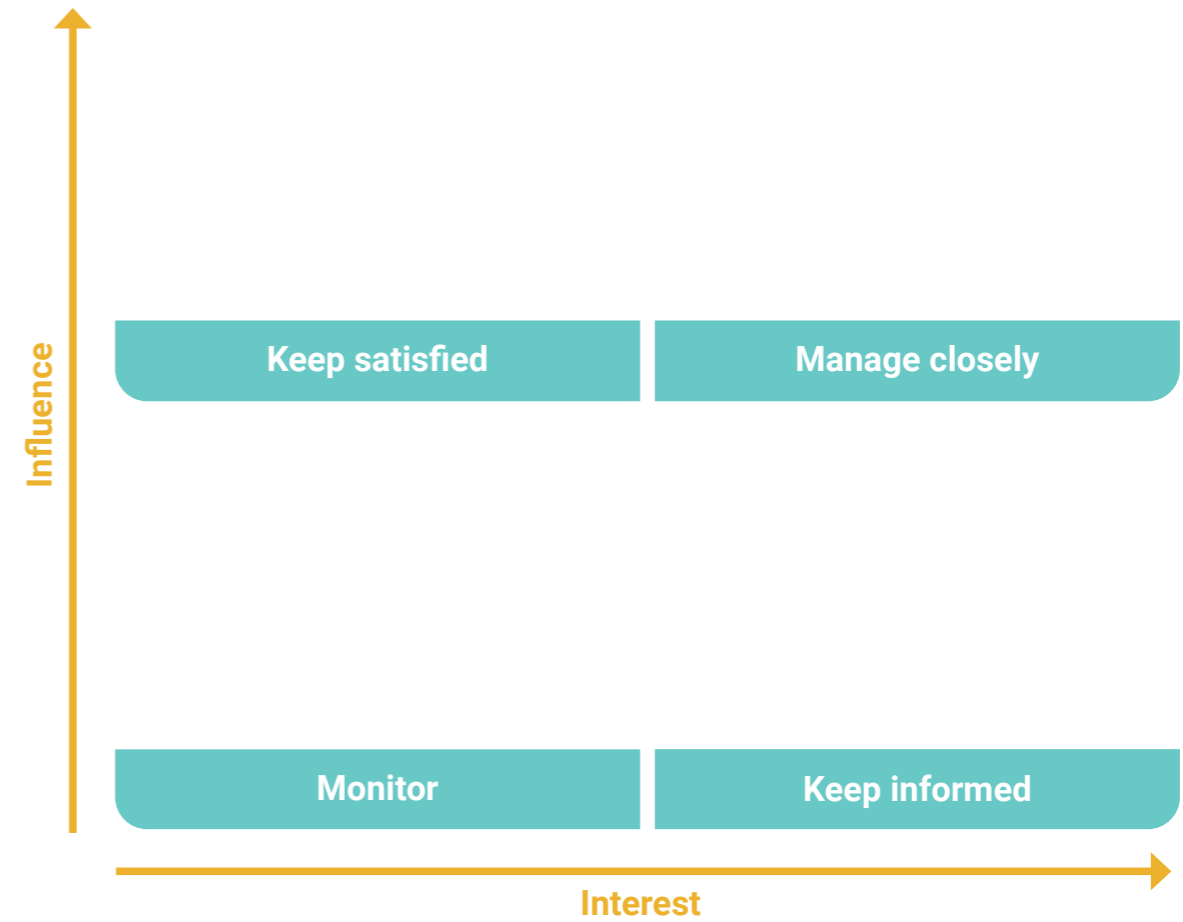 Influence
Keep satisfied
Manage closely
Monitor
Keep informed
Interest